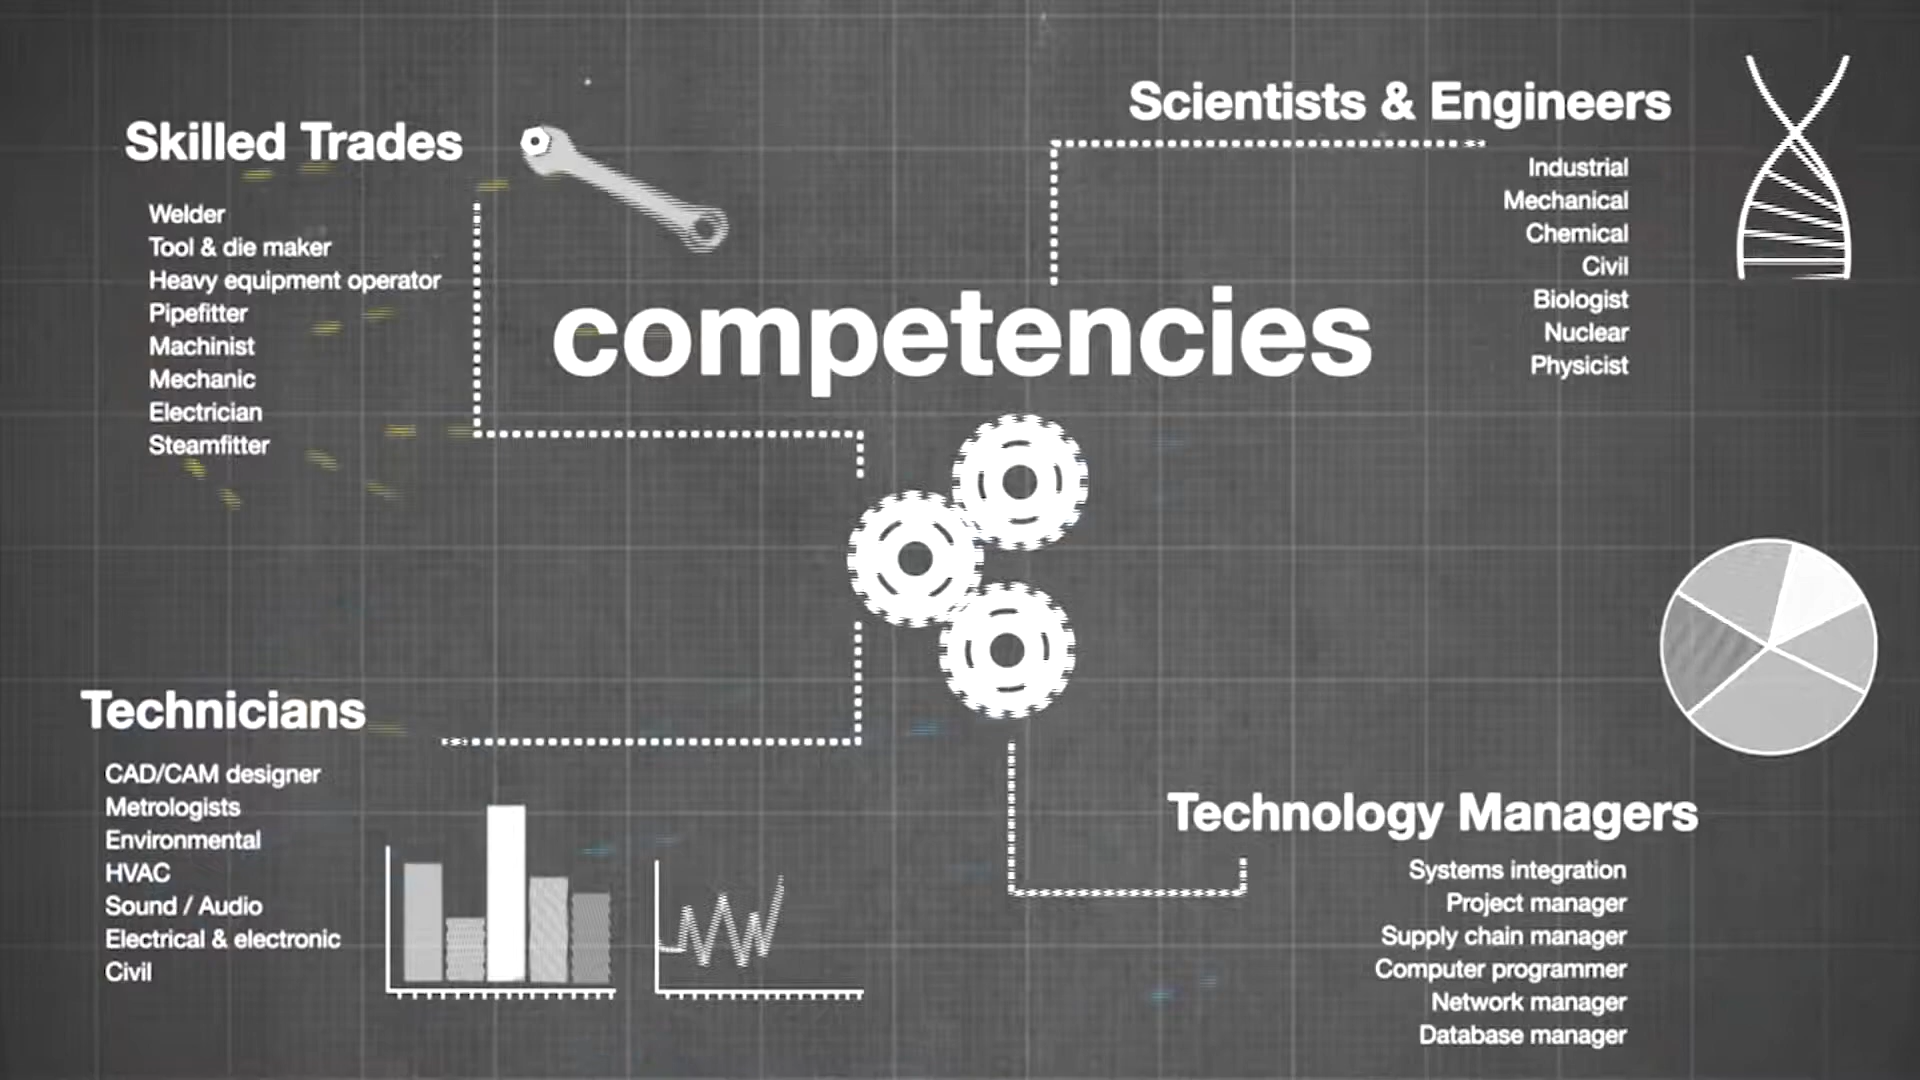 Skilled Trades
Welder
Tool & die maker
Heavy equipment operator
Pipefitter
Machinist
Mechanic
Electrician
Steamfitter
Scientists & Engineers
Industrial
Mechanical
Chemical
Civil
Biologist
Nuclear
Physicist
competencies
Technicians
CAD/CAM designer
Metrologists
Environmental
HVAC
Sound / Audio
Electrical & electronic
Civil
Technology Managers
Systems integration
Project manager
Supply chain manager
Computer programmer
Network manager
Database manager